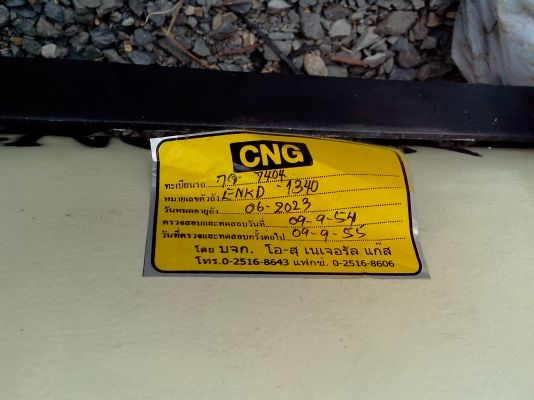 CNG
ทะเบียนรถ 7404
หมายเลขตัวถัง ENKD -1340
วันหมดอายุถัง 06-2023
ตรวจสอบและทดสอบวันที่ 09-9-54
วันที่ตรวจและทดสอบครั้งต่อไป 09-9-55
โดย บจก. โอ-สุ เนเจอรัล แก๊ส
โทร.0-2516-8643 แฟกซ์. 0-2516-8606